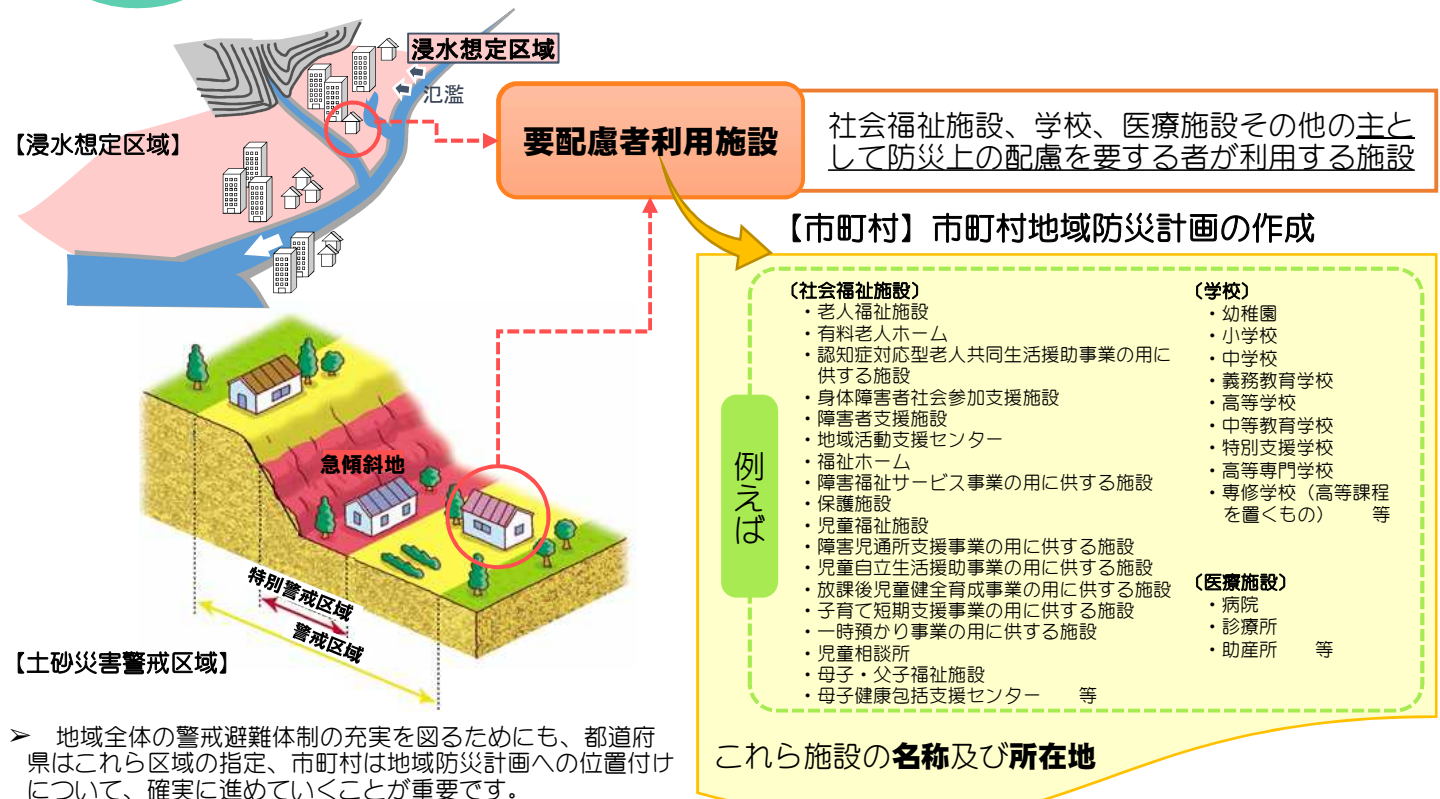 浸水想定区域
氾濫
【浸水想定区域】
要配慮者利用施設
社会福祉施設、学校、医療施設その他の主と
して防災上の配慮を要する者が利用する施設
【市町村】市町村地域防災計画の作成
例えば
(社会福祉施設)
・老人福祉施設
・有料老人ホーム
・認知症対応型老人共同生活援助事業の用に
供する施設
・身体障害者社会参加支援施設
・障害者支援施設
・地域活動支援センター
・福祉ホーム
・障害福祉サービス事業の用に供する施設
・保護施設
・児童福祉施設
・障害児通所支援事業の用に供する施設
・児童自立生活援助事業の用に供する施設
・放課後児童健全育成事業の用に供する施設
・子育て短期支援事業の用に供する施設
・一時預かり事業の用に供する施設
・児童相談所
・母子・父子福祉施設
・母子健康包括支援センター 等
(学校)
・幼稚園
・小学校
・中学校
・義務教育学校
・高等学校
・中等教育学校
・特別支援学校
・高等専門学校
・専修学校（高等課程
を置くもの） 等
(医療施設)
・病院
・診療所
・助産所 等
これら施設の名称及び所在地
急傾斜地
特別警戒区域
警戒区域
【土砂災害警戒区域】
➢ 地域全体の警戒避難体制の充実を図るためにも、都道府
県はこれら区域の指定、市町村は地域防災計画への位置付け
について、確実に進めていくことが重要です。